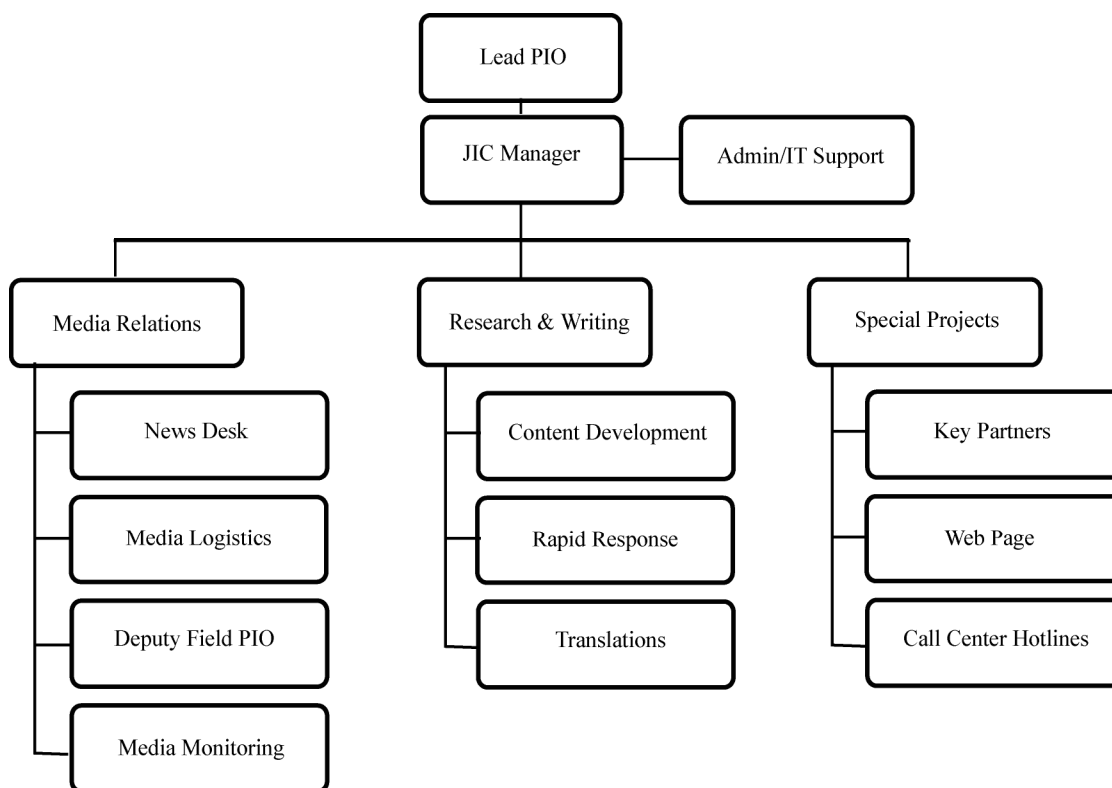 Lead PIO
JIC Manager
Admin/IT Support
Media Relations
Research & Writing
Special Projects
News Desk
Content Development
Key Partners
Media Logistics
Rapid Response
Web Page
Deputy Field PIO
Translations
Call Center Hotlines
Media Monitoring